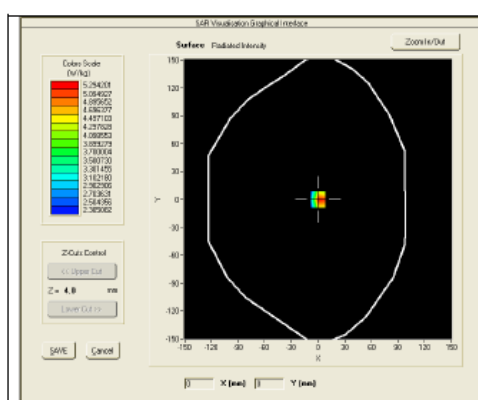 SAR Visualisation Graphical Interface
Surface Radiated Intensity
Zoom In/Out
Colors Scale
(W/kg)
5.294201
5.094927
4.895652
4.696377
4.497103
4.297828
4.098553
3.899279
3.700004
3.500730
3.301455
3.102180
2.902906
2.703631
2.504356
2.305082
150
120
90
60
30
0
-30
-60
-90
-120
-150
Y
-150 -120 -90 -60 -30 0 30 60 90 120 150
X
Z-Cuts Control
<< Upper Cut
Z = 4.0 mm
Lower Cut >>
SAVE Cancel
0 X (mm) Y (mm)